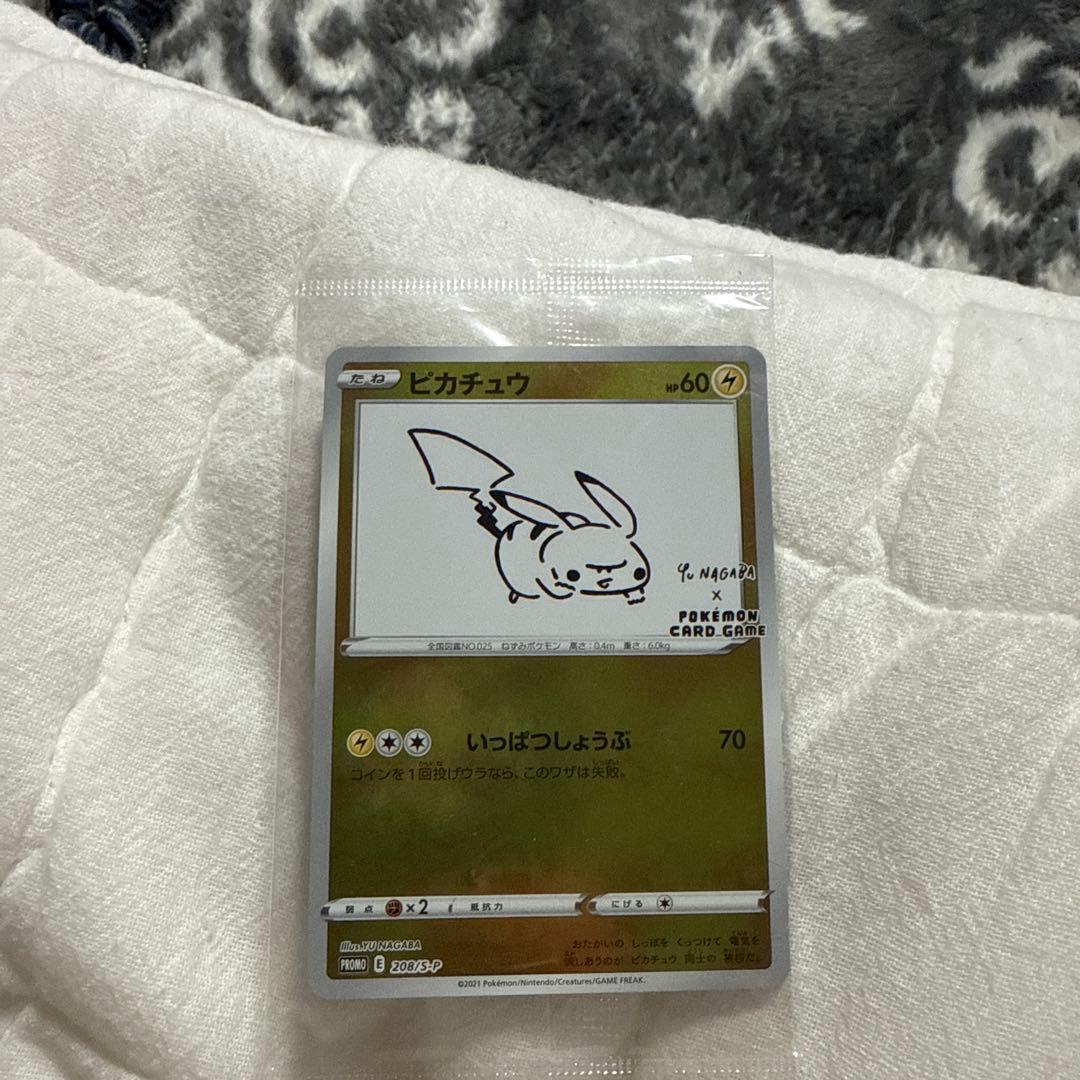 たね ピカチュウ HP60
YU NAGABA
×
POKÉMON
CARD GAME
全国図鑑NO.025 ねずみポケモン 高さ:0.4m 重さ:6.0kg
いっぱつしょうぶ 70
コインを1回投げウラなら、このワザは失敗。
弱点 ×2 抵抗力 にげる
Illus.YU NAGABA
おたがいの しっぽを くっつけて 電気を
流しあうのが ピカチュウ 同士の 挨拶だ。
PROMO E 208/S-P
©2021 Pokémon/Nintendo/Creatures/GAME FREAK.